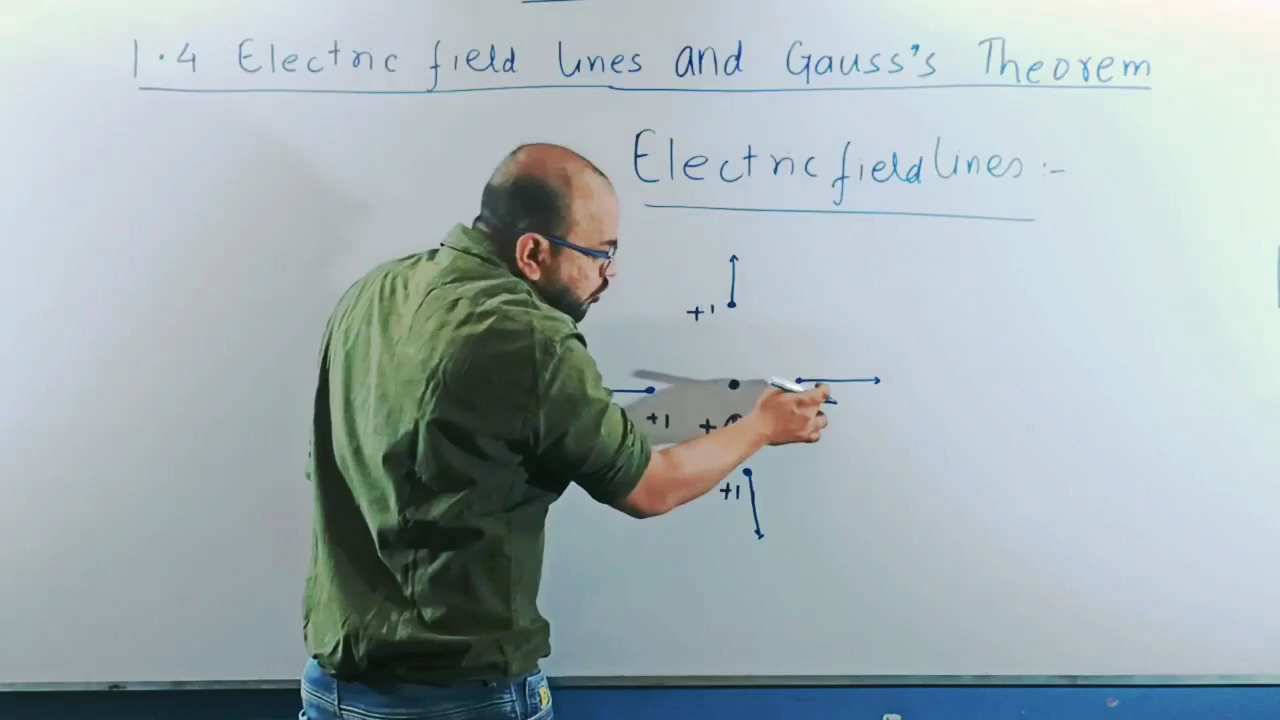 1.4 Electric field lines and Gauss's Theorem
Electric field lines :-
+1
+1 +
+1